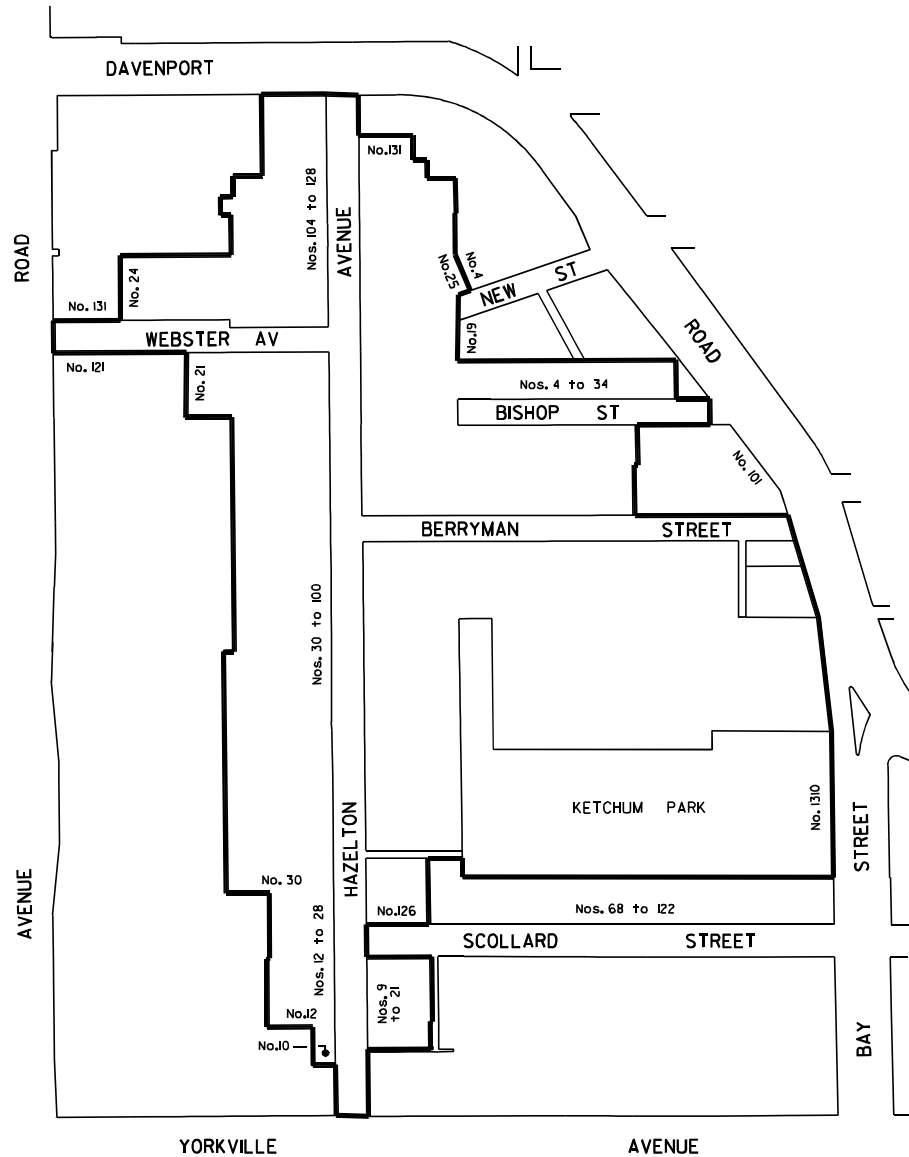 DAVENPORT
No.131
Nos. 104 to 128
AVENUE
ROAD
No. 24
No. 25
No. 4
NEW ST
No. 131
No.19
ROAD
WEBSTER AV
No. 121
No. 21
Nos. 4 to 34
BISHOP ST
No. 101
BERRYMAN STREET
Nos. 30 to 100
KETCHUM PARK
No. 1310
HAZELTON
STREET
AVENUE
No. 30
No.126
Nos. 68 to 122
Nos. 12 to 28
SCOLLARD STREET
Nos. 9
to 21
No.12
No.10
BAY
YORKVILLE AVENUE